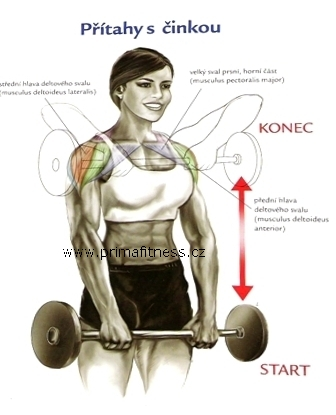 Přítahy s činkou
střední hlava deltového svalu
(musculus deltoideus lateralis)
velký sval prsní, horní část
(musculus pectoralis major)
KONEC
přední hlava
deltového svalu
(musculus deltoideus
anterior)
www.primafitness.cz
START